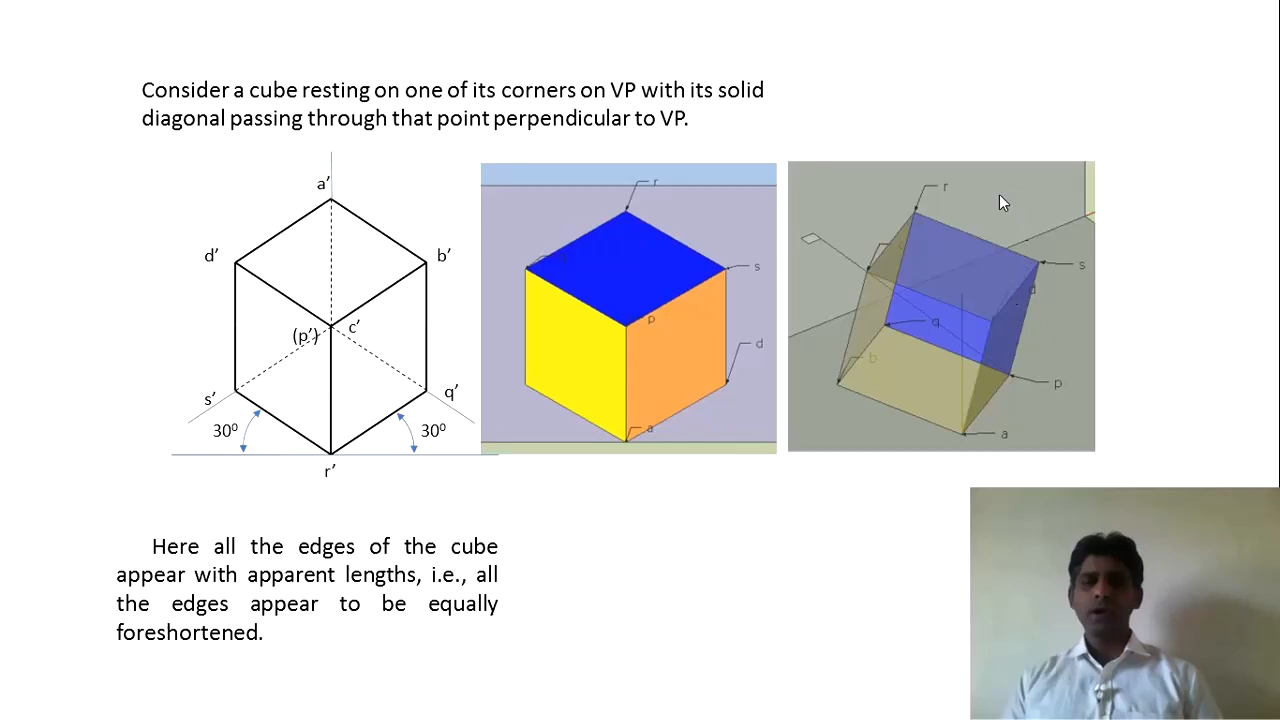 Consider a cube resting on one of its corners on VP with its solid
diagonal passing through that point perpendicular to VP.
a’
d’
b’
(p’)
c’
s’
q’
30⁰
30⁰
r’
r
s
p
d
a
r
s
d
q
b
p
a
Here all the edges of the cube
appear with apparent lengths, i.e., all
the edges appear to be equally
foreshortened.